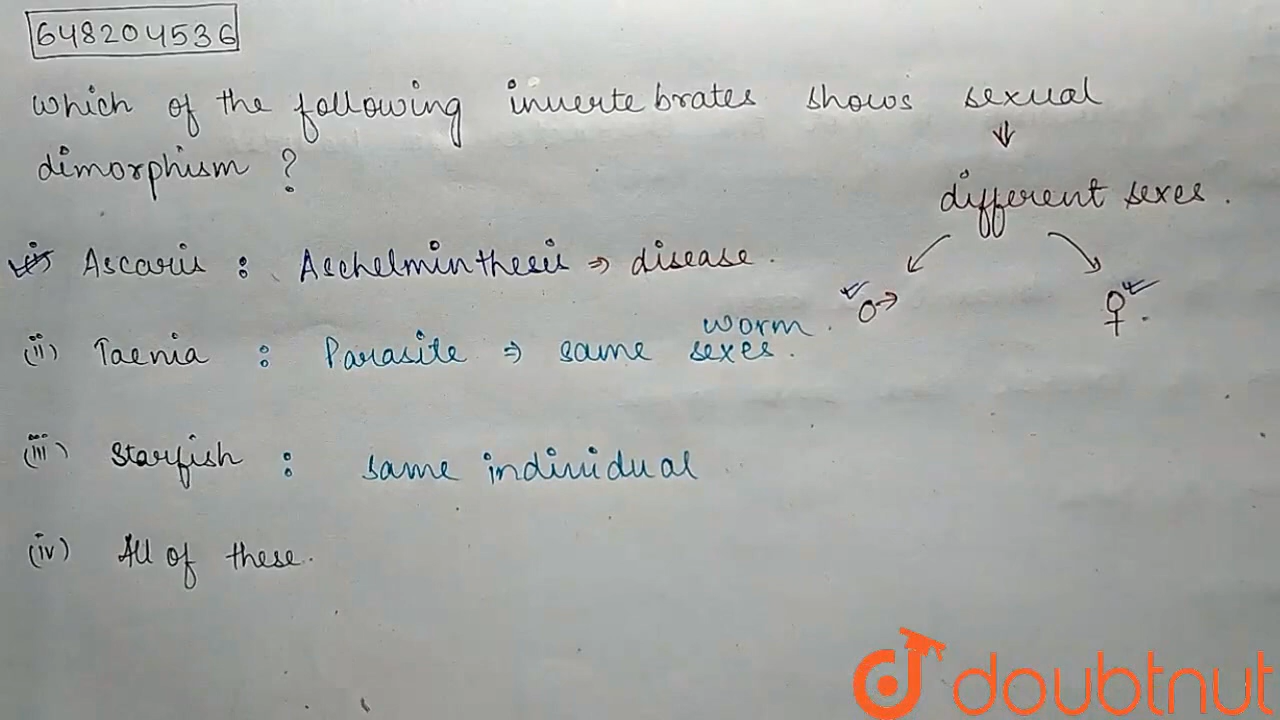 648204536
Which of the following invertebrates shows sexual
dimorphism ?
⇓
different sexes.
(i) Ascaris : Aschelminthesis ⇒ disease.
♂ ♀.
worm.
(ii) Taenia : Parasite ⇒ same sexes.
(iii) Starfish : same individual
(iv) All of these.
doubtnut